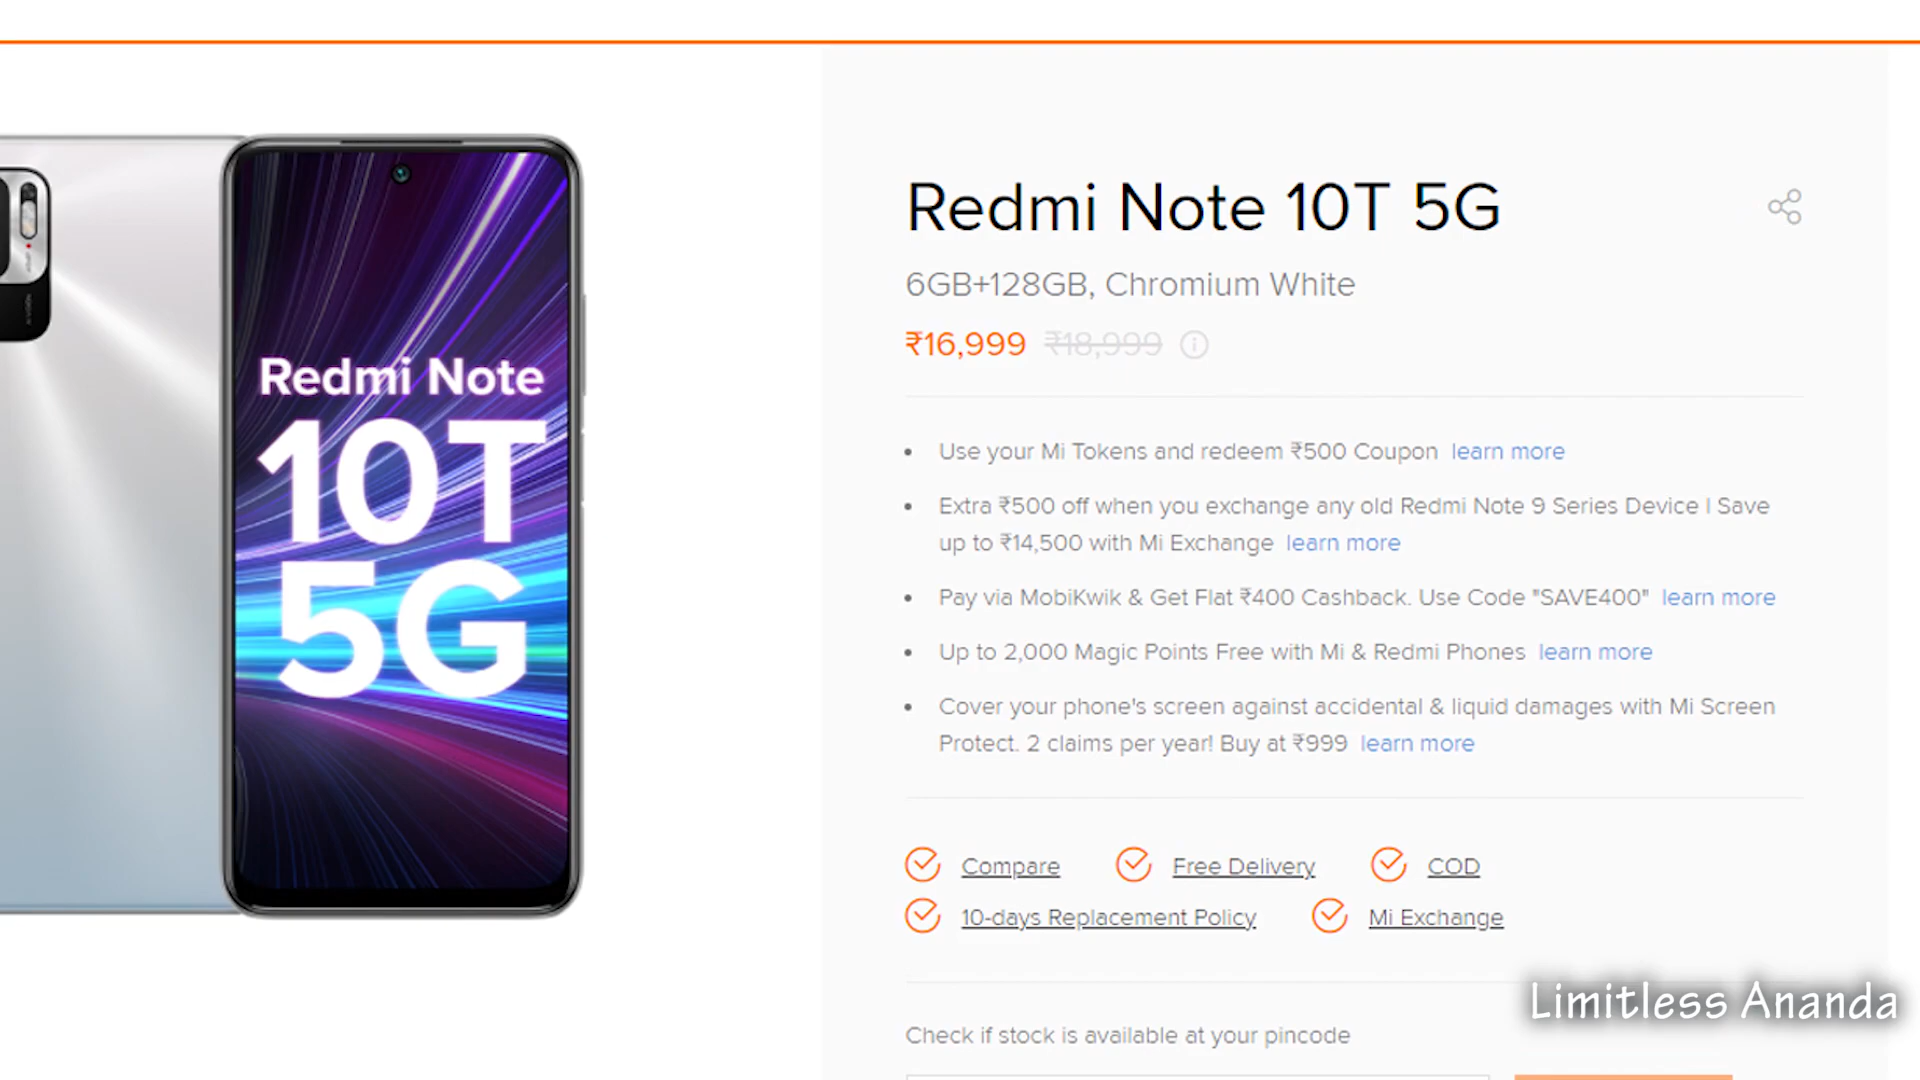 Redmi Note
10T
5G
Redmi Note 10T 5G
6GB+128GB, Chromium White
₹16,999 ₹18,999
Use your Mi Tokens and redeem ₹500 Coupon learn more
Extra ₹500 off when you exchange any old Redmi Note 9 Series Device I Save
up to ₹14,500 with Mi Exchange learn more
Pay via MobiKwik & Get Flat ₹400 Cashback. Use Code "SAVE400" learn more
Up to 2,000 Magic Points Free with Mi & Redmi Phones learn more
Cover your phone's screen against accidental & liquid damages with Mi Screen
Protect. 2 claims per year! Buy at ₹999 learn more
Compare Free Delivery COD
10-days Replacement Policy Mi Exchange
Limitless Ananda
Check if stock is available at your pincode